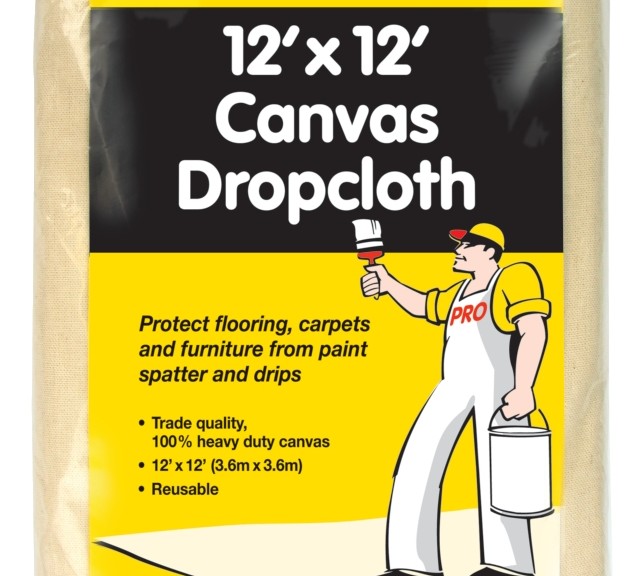 12′ x 12′
Canvas
Dropcloth
PRO
Protect flooring, carpets
and furniture from paint
spatter and drips
• Trade quality,
100% heavy duty canvas
• 12' x 12' (3.6m x 3.6m)
• Reusable